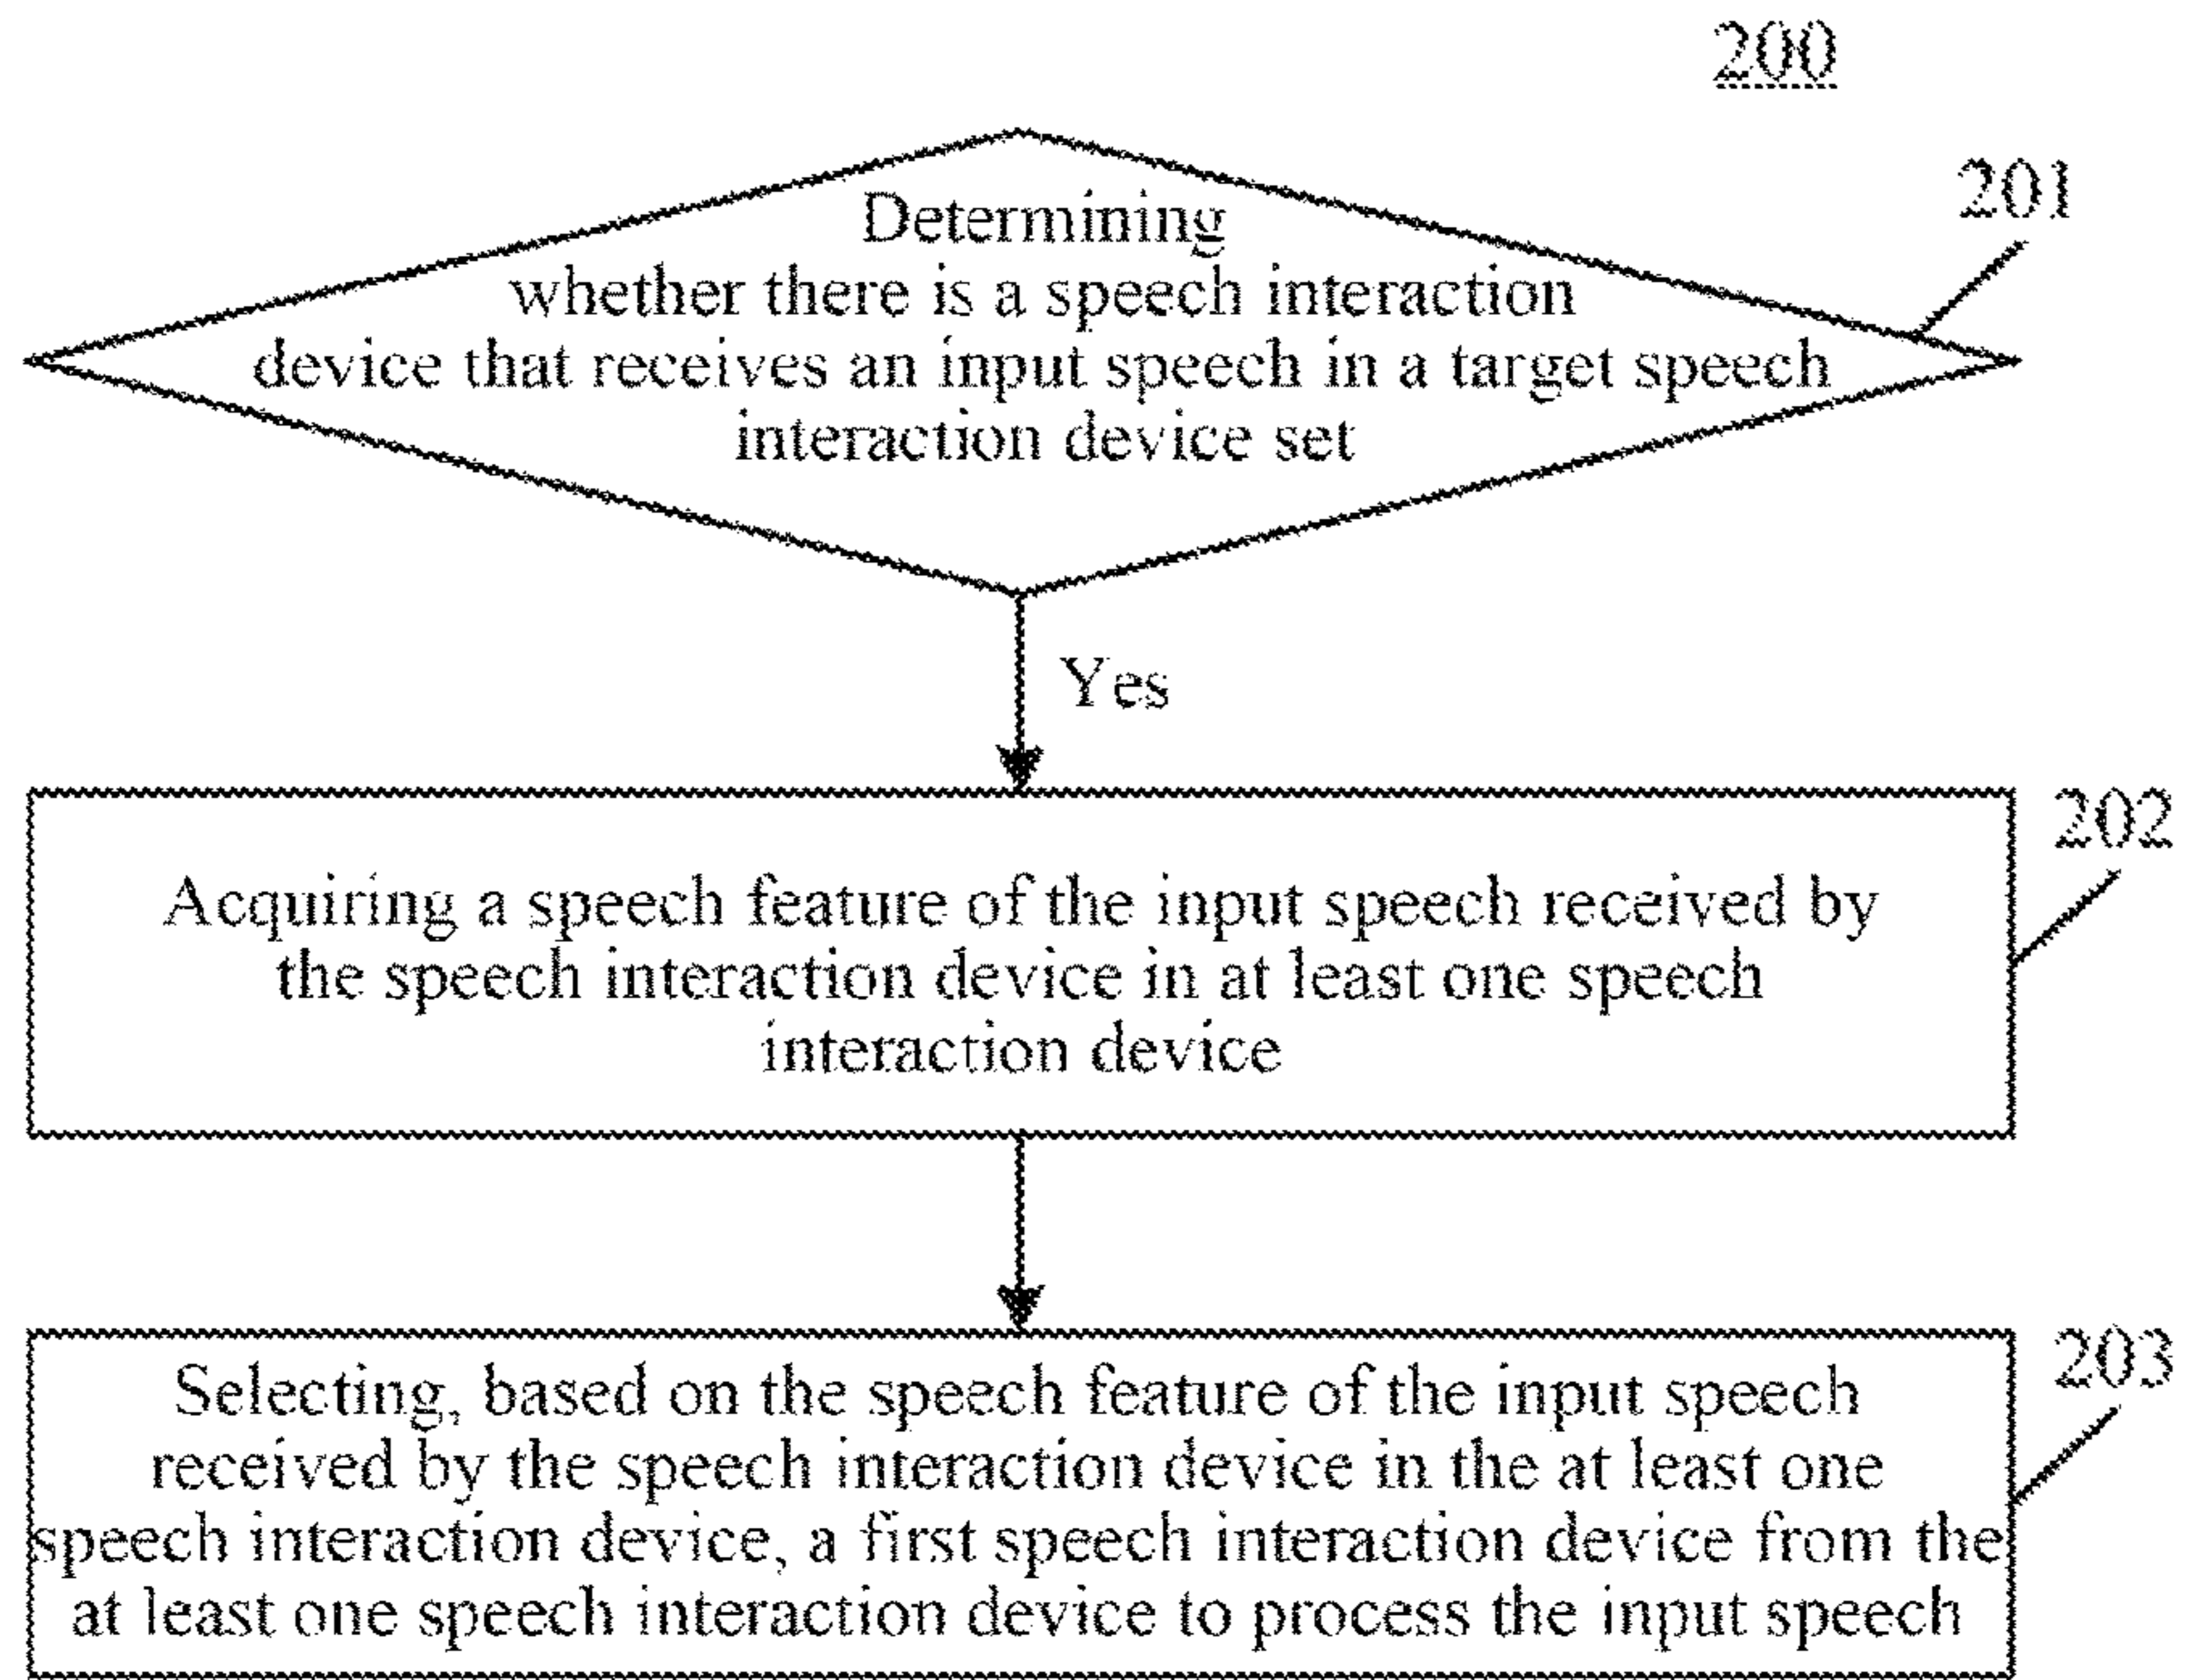 200
201
Determining
whether there is a speech interaction
device that receives an input speech in a target speech
interaction device set
Yes
202
Acquiring a speech feature of the input speech received by
the speech interaction device in at least one speech
interaction device
203
Selecting, based on the speech feature of the input speech
received by the speech interaction device in the at least one
speech interaction device, a first speech interaction device from the
at least one speech interaction device to process the input speech